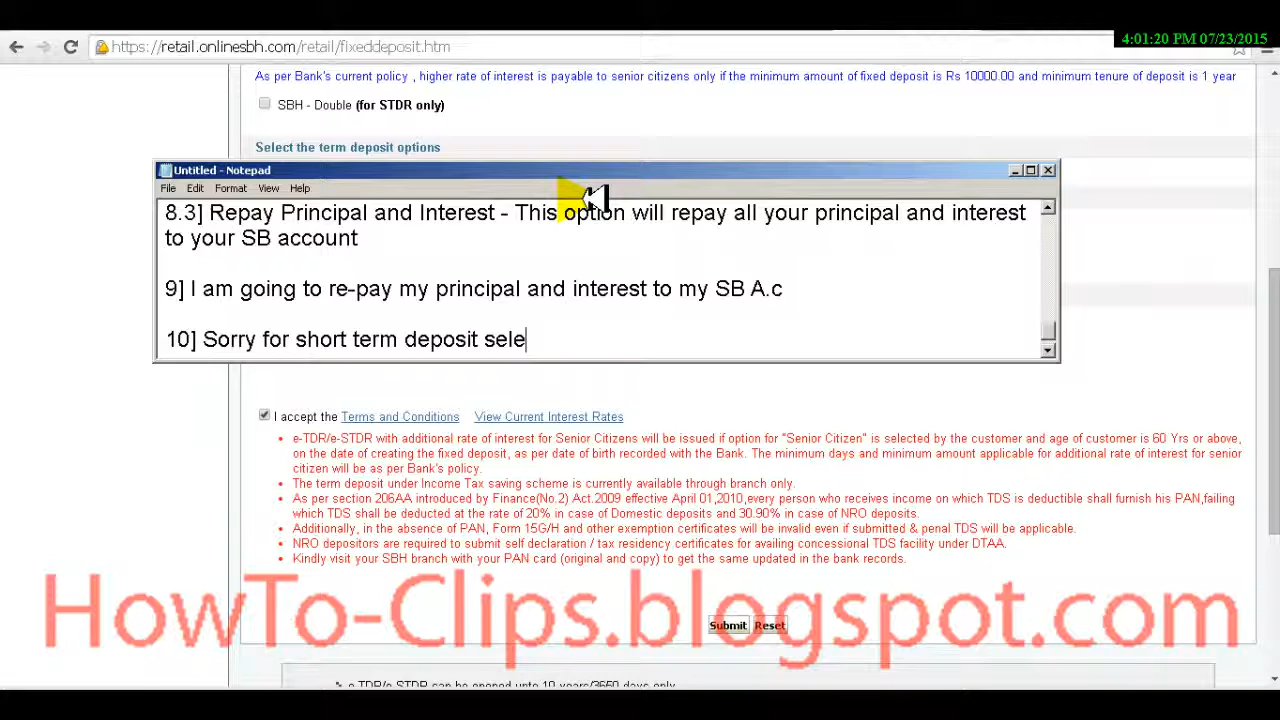 4:01:20 PM 07/23/2015
https://retail.onlinesbh.com/retail/fixeddeposit.htm
As per Bank's current policy , higher rate of interest is payable to senior citizens only if the minimum amount of fixed deposit is Rs 10000.00 and minimum tenure of deposit is 1 year
SBH - Double (for STDR only)
Select the term deposit options
Untitled - Notepad
File Edit Format View Help
8.3] Repay Principal and Interest - This option will repay all your principal and interest
to your SB account
9] I am going to re-pay my principal and interest to my SB A.c
10] Sorry for short term deposit sele
I accept the Terms and Conditions View Current Interest Rates
e-TDR/e-STDR with additional rate of interest for Senior Citizens will be issued if option for "Senior Citizen" is selected by the customer and age of customer is 60 Yrs or above,
on the date of creating the fixed deposit, as per date of birth recorded with the Bank. The minimum days and minimum amount applicable for additional rate of interest for senior
citizen will be as per Bank's policy.
The term deposit under Income Tax saving scheme is currently available through branch only.
As per section 206AA introduced by Finance(No.2) Act.2009 effective April 01,2010,every person who receives income on which TDS is deductible shall furnish his PAN,failing
which TDS shall be deducted at the rate of 20% in case of Domestic deposits and 30.90% in case of NRO deposits.
Additionally, in the absence of PAN, Form 15G/H and other exemption certificates will be invalid even if submitted & penal TDS will be applicable.
NRO depositors are required to submit self declaration / tax residency certificates for availing concessional TDS facility under DTAA.
Kindly visit your SBH branch with your PAN card (original and copy) to get the same updated in the bank records.
HowTo-Clips.blogspot.com
Submit Reset
e-TDR/e-STDR can be opened upto 10 years/3650 days only